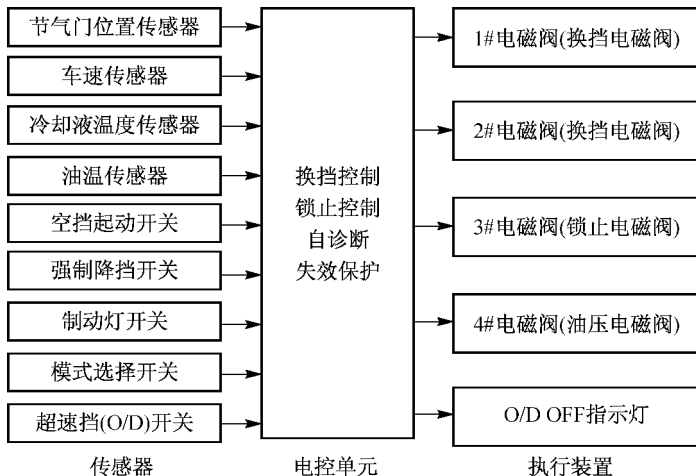 节气门位置传感器
车速传感器
冷却液温度传感器
油温传感器
空挡起动开关
强制降挡开关
制动灯开关
模式选择开关
超速挡(O/D)开关
传感器
换挡控制
锁止控制
自诊断
失效保护
电控单元
1#电磁阀(换挡电磁阀)
2#电磁阀(换挡电磁阀)
3#电磁阀(锁止电磁阀)
4#电磁阀(油压电磁阀)
O/D OFF指示灯
执行装置